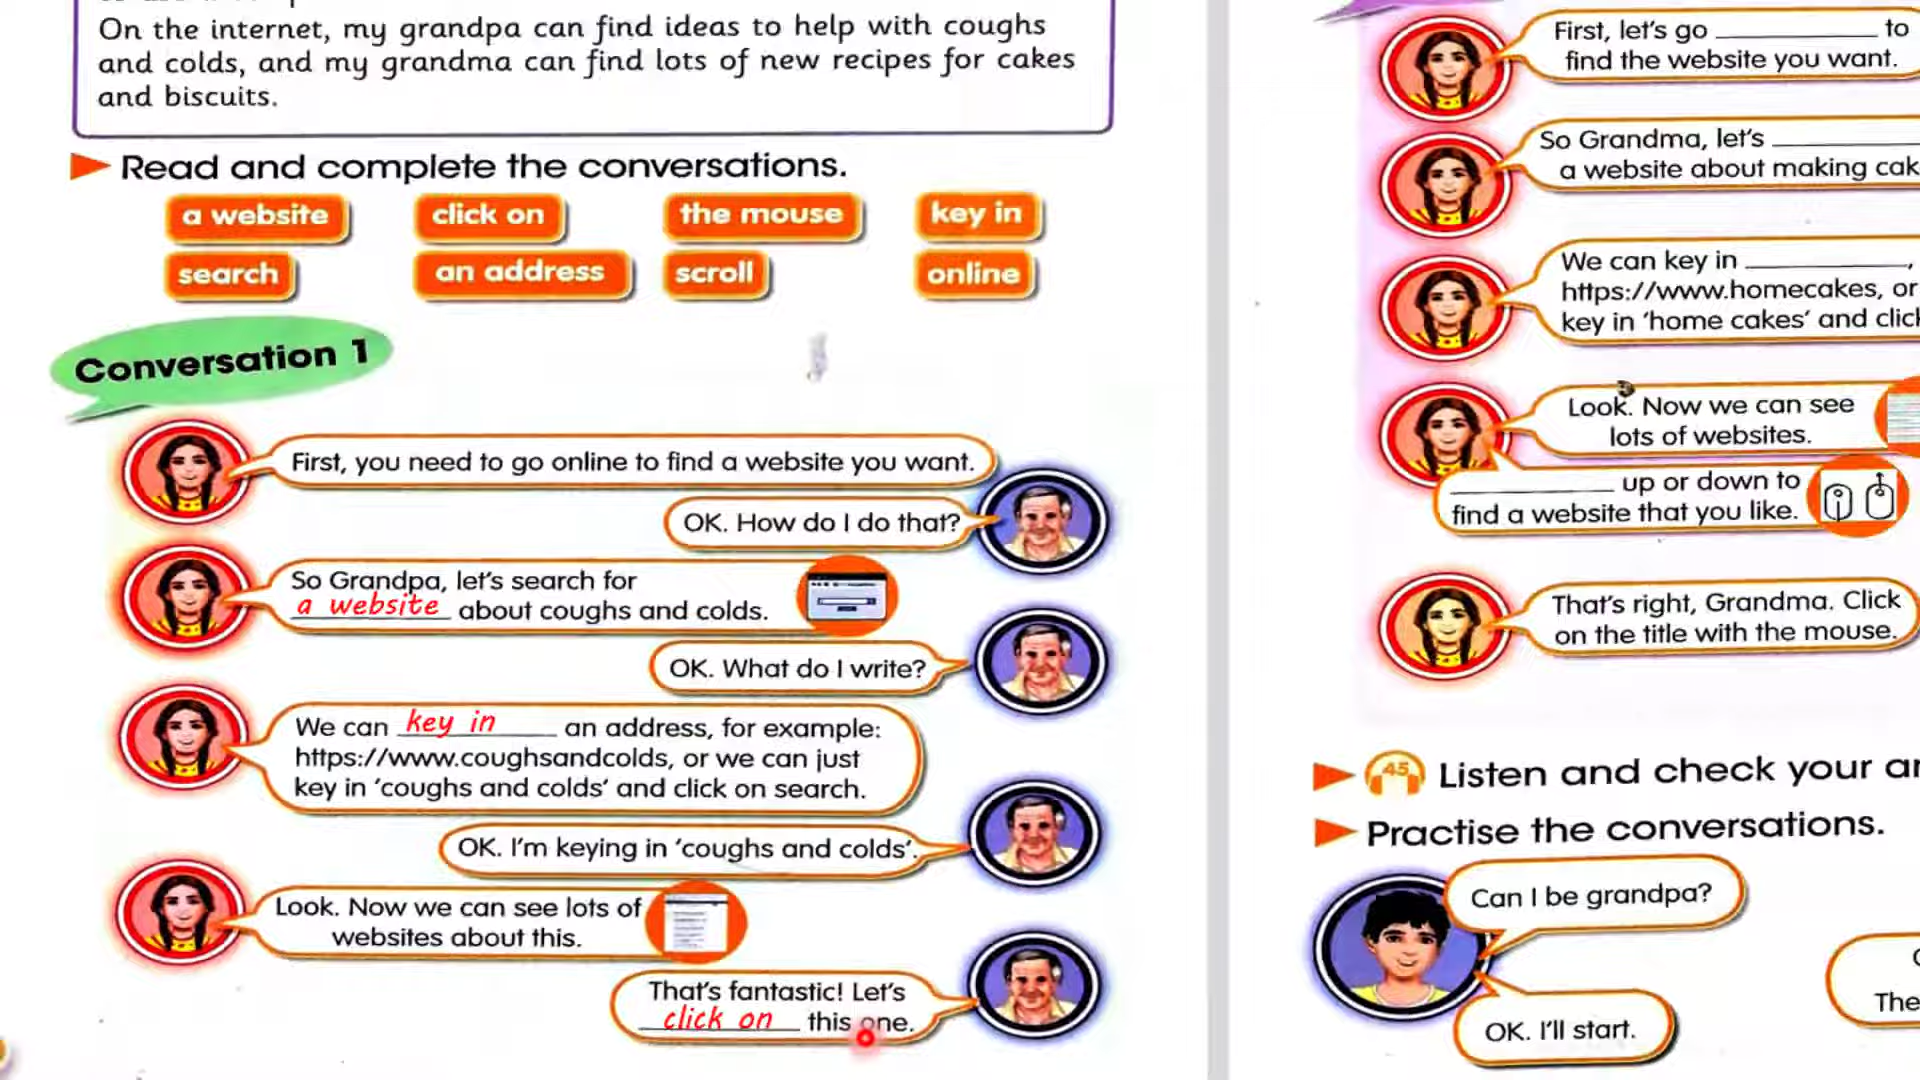 On the internet, my grandpa can find ideas to help with coughs
and colds, and my grandma can find lots of new recipes for cakes
and biscuits.
Read and complete the conversations.
a website
click on
the mouse
key in
search
an address
scroll
online
Conversation 1
First, you need to go online to find a website you want.
OK. How do I do that?
So Grandpa, let's search for
a website about coughs and colds.
OK. What do I write?
We can key in an address, for example:
https://www.coughsandcolds, or we can just
key in 'coughs and colds' and click on search.
OK. I'm keying in 'coughs and colds'.
Look. Now we can see lots of
websites about this.
That's fantastic! Let's
click on this one.
First, let's go ____________ to
find the website you want.
So Grandma, let's ____________
a website about making
We can key in ____________,
https://www.homecakes, or
key in 'home cakes' and
Look. Now we can see
lots of websites.
____________ up or down to
find a website that you like.
That's right, Grandma. Click
on the title with the mouse.
45
Listen and check your
Practise the conversations.
Can I be grandpa?
OK. I'll start.